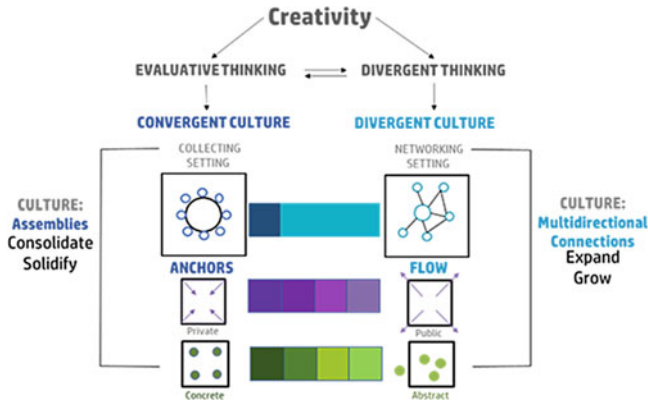 Creativity
EVALUATIVE THINKING
DIVERGENT THINKING
CONVERGENT CULTURE
DIVERGENT CULTURE
COLLECTING
SETTING
NETWORKING
SETTING
CULTURE:
Assemblies
Consolidate
Solidify
CULTURE:
Multidirectional
Connections
Expand
Grow
ANCHORS
FLOW
Private
Public
Concrete
Abstract